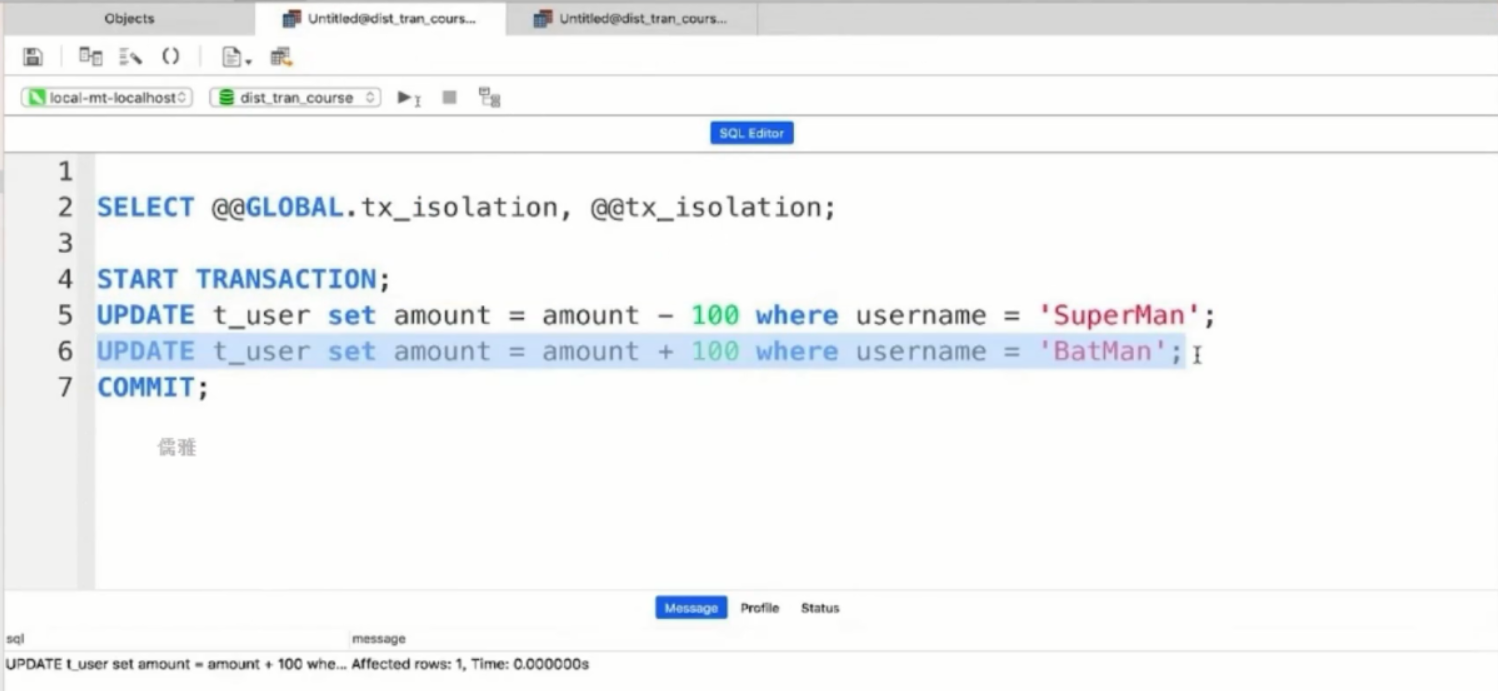 Objects
Untitled@dist_tran_cours...
Untitled@dist_tran_cours...
local-mt-localhost
dist_tran_course
SQL Editor
1
2 SELECT @@GLOBAL.tx_isolation, @@tx_isolation;
3
4 START TRANSACTION;
5 UPDATE t_user set amount = amount - 100 where username = 'SuperMan';
6 UPDATE t_user set amount = amount + 100 where username = 'BatMan';
7 COMMIT;
儒雅
Message Profile Status
sql message
UPDATE t_user set amount = amount + 100 whe... Affected rows: 1, Time: 0.000000s